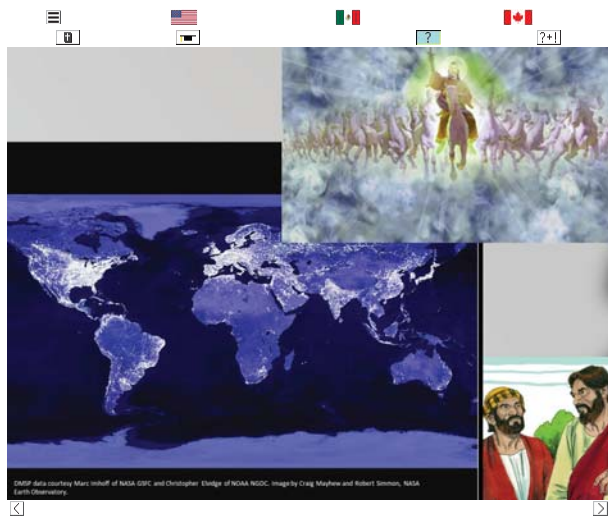 ?
?+!
DMSP data courtesy Marc Imhoff of NASA GSFC and Christopher Elvidge of NOAA NGDC. Image by Craig Mayhew and Robert Simmon, NASA
Earth Observatory.